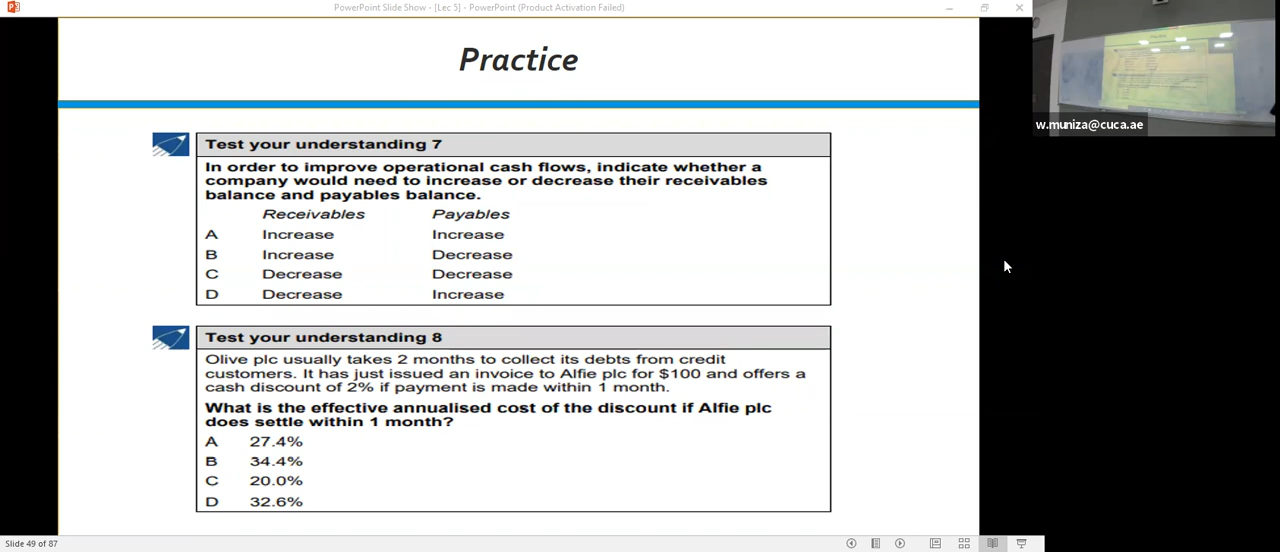 PowerPoint Slide Show - [Lec 3] - PowerPoint (Product Activation Failed)
Practice
w.muniza@cuca.ae
Test your understanding 7
In order to improve operational cash flows, indicate whether a
company would need to increase or decrease their receivables
balance and payables balance.
Receivables Payables
A Increase Increase
B Increase Decrease
C Decrease Decrease
D Decrease Increase
Test your understanding 8
Olive plc usually takes 2 months to collect its debts from credit
customers. It has just issued an invoice to Alfie plc for $100 and offers a
cash discount of 2% if payment is made within 1 month.
What is the effective annualised cost of the discount if Alfie plc
does settle within 1 month?
A 27.4%
B 34.4%
C 20.0%
D 32.6%
Slide 49 of 87